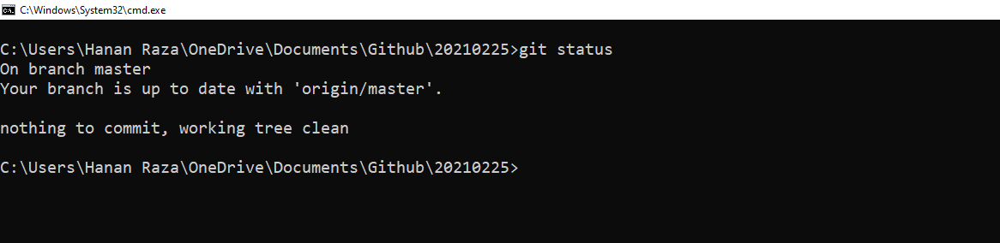 C:\Windows\System32\cmd.exe
C:\Users\Hanan Raza\OneDrive\Documents\Github\20210225>git status
On branch master
Your branch is up to date with 'origin/master'.
nothing to commit, working tree clean
C:\Users\Hanan Raza\OneDrive\Documents\Github\20210225>